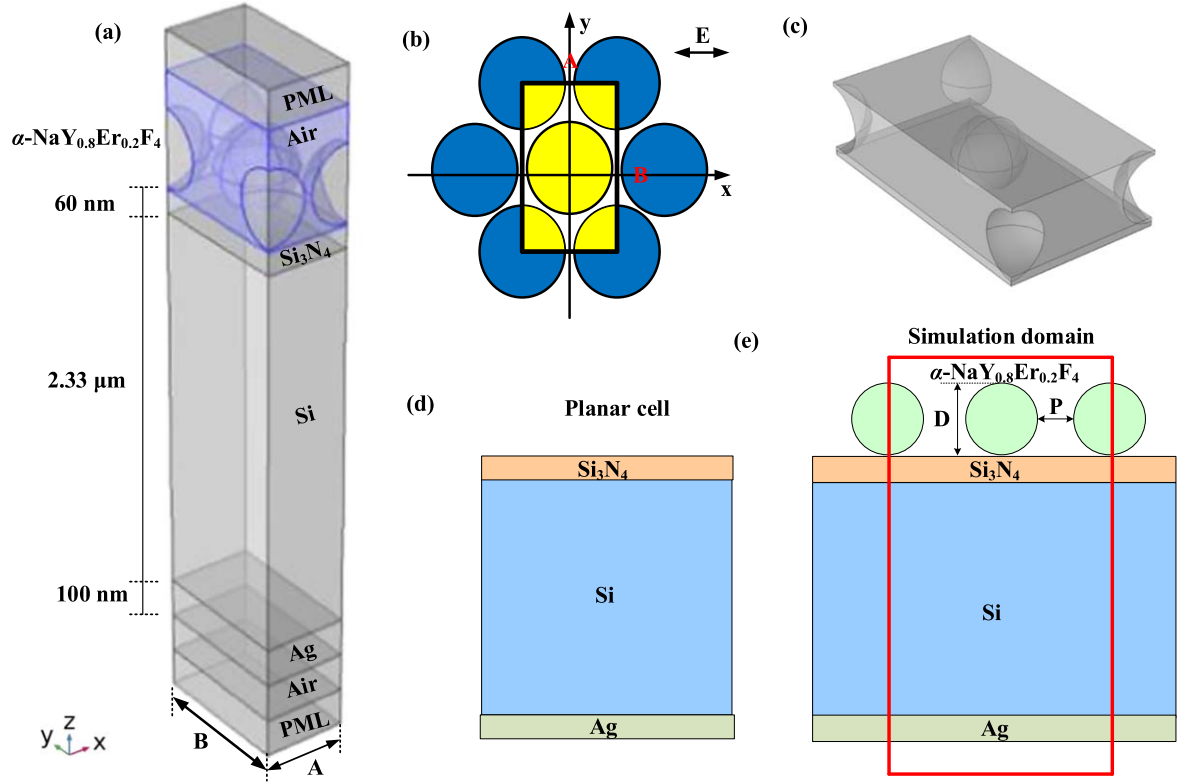 (a)
PML
Air
α-NaY0.8Er0.2F4
60 nm
Si3N4
2.33 μm
Si
100 nm
Ag
Air
PML
B
A
z
y
x
(b)
y
E
A
B
x
(c)
(d)
Planar cell
Si3N4
Si
Ag
(e)
Simulation domain
α-NaY0.8Er0.2F4
D
P
Si3N4
Si
Ag